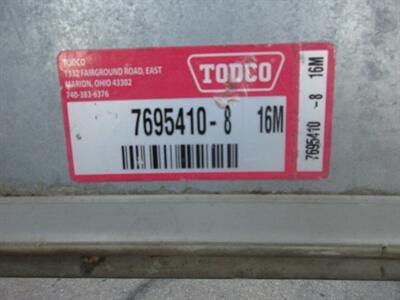 TODCO
1332 FAIRGROUND ROAD, EAST
MARION, OHIO 43302
740-383-6376
TODCO
7695410-8 16M
7695410 -8 16M